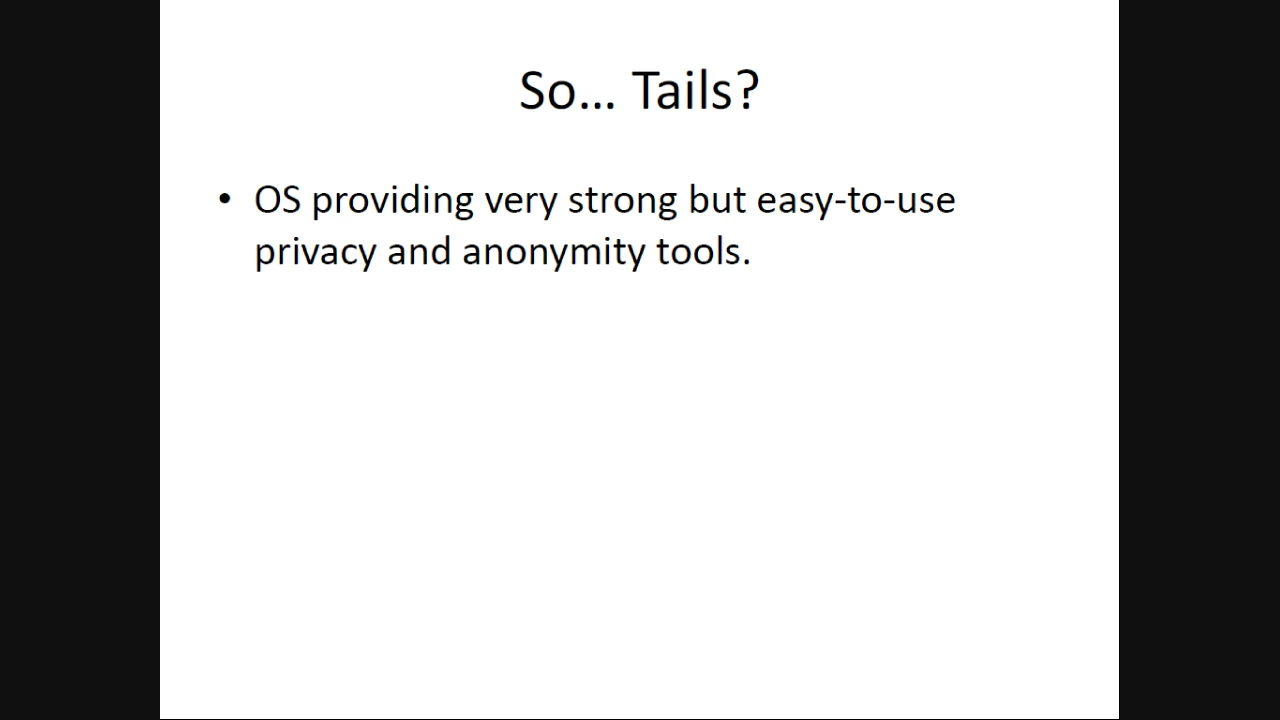 So... Tails?
• OS providing very strong but easy-to-use
privacy and anonymity tools.